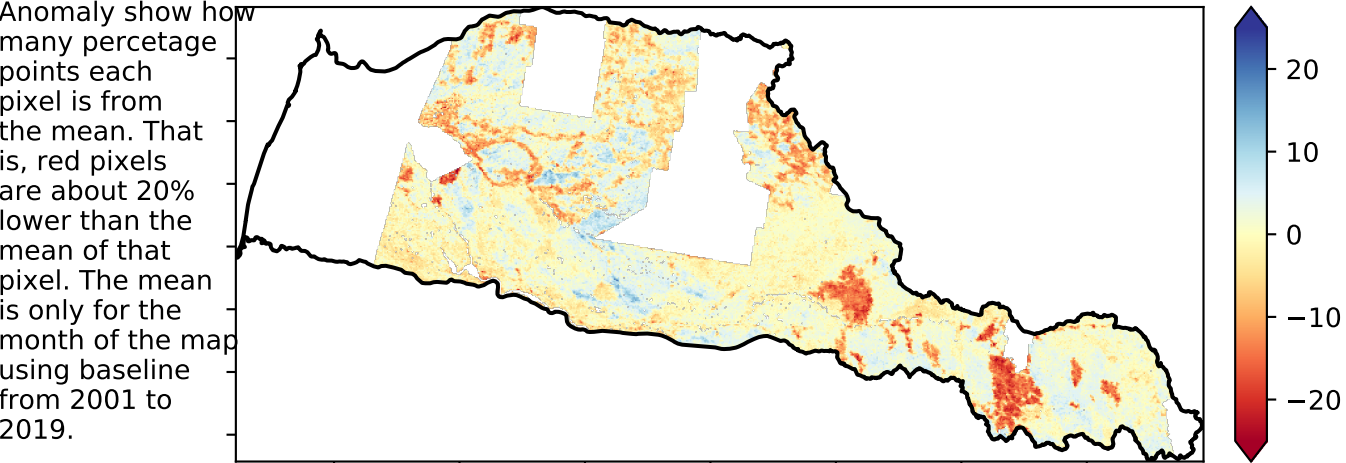 Anomaly show how
many percetage
points each
pixel is from
the mean. That
is, red pixels
are about 20%
lower than the
mean of that
pixel. The mean
is only for the
month of the map
using baseline
from 2001 to
2019.
20
10
0
−10
−20